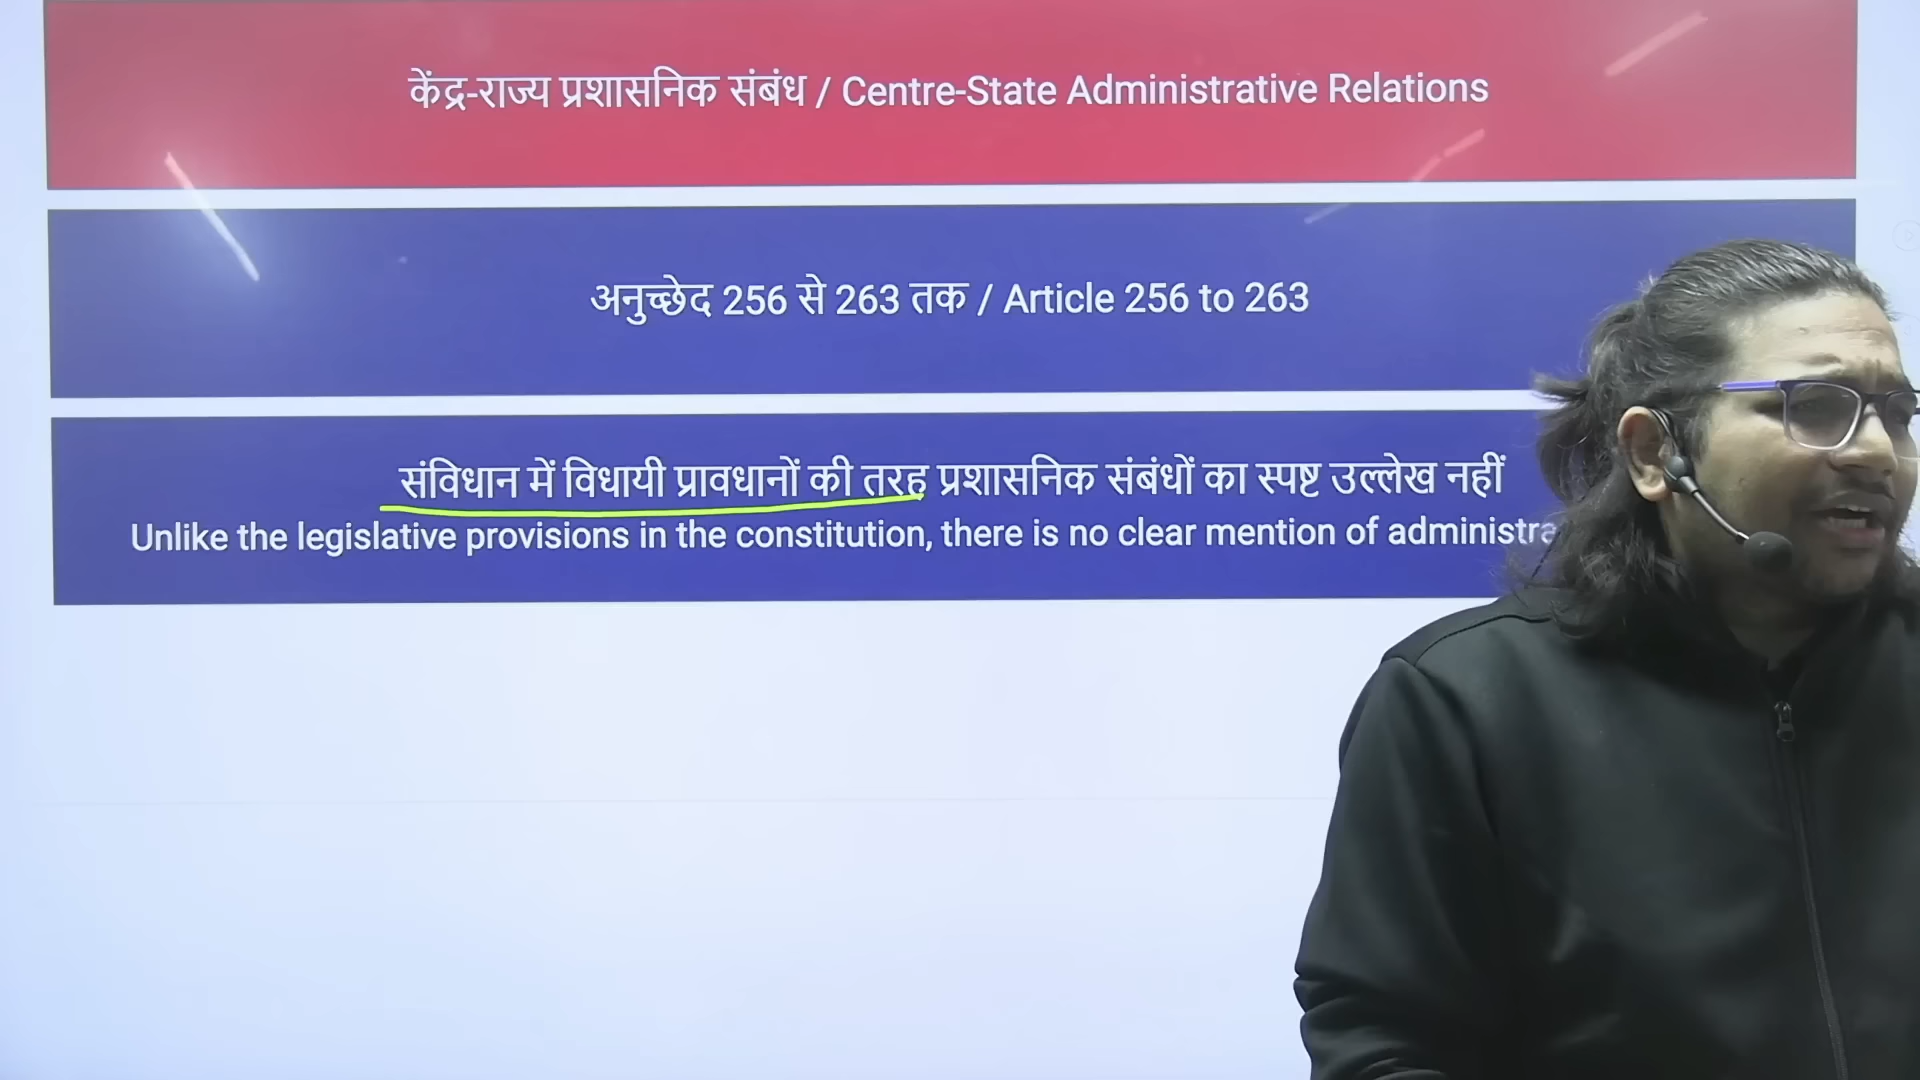 केंद्र-राज्य प्रशासनिक संबंध / Centre-State Administrative Relations
अनुच्छेद 256 से 263 तक / Article 256 to 263
संविधान में विधायी प्रावधानों की तरह प्रशासनिक संबंधों का स्पष्ट उल्लेख नहीं
Unlike the legislative provisions in the constitution, there is no clear mention of